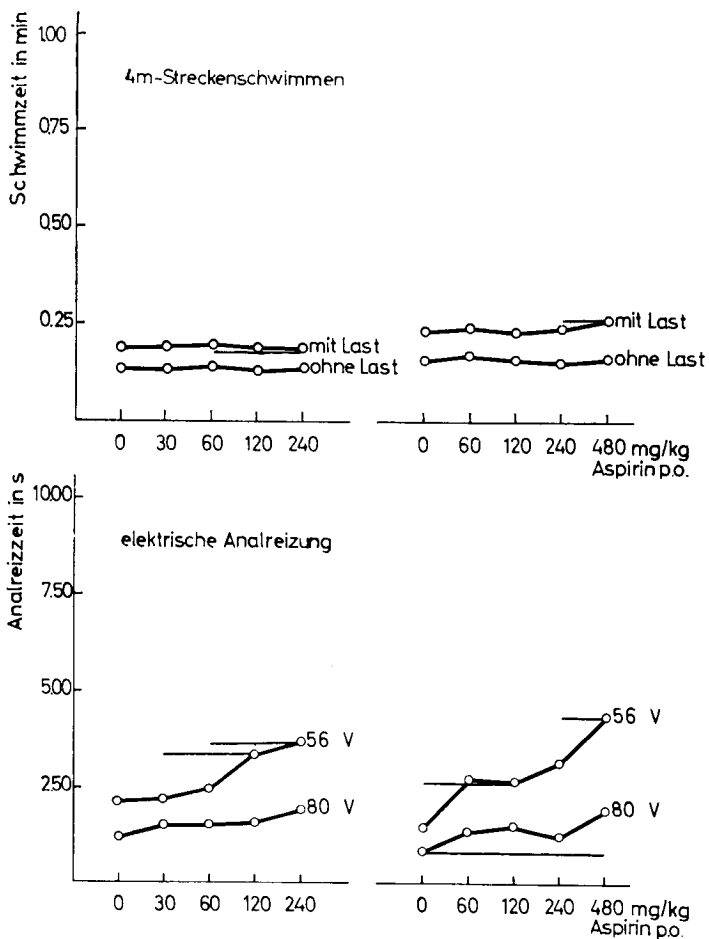 Schwimmzeit in min
1.00
0.75
0.50
0.25
4m-Streckenschwimmen
mit Last
ohne Last
0 30 60 120 240
mit Last
ohne Last
0 60 120 240 480 mg/kg
Aspirin p.o.
Analreizzeit in s
10.00
7.50
5.00
2.50
elektrische Analreizung
56 V
80 V
0 30 60 120 240
56 V
80 V
0 60 120 240 480 mg/kg
Aspirin p.o.